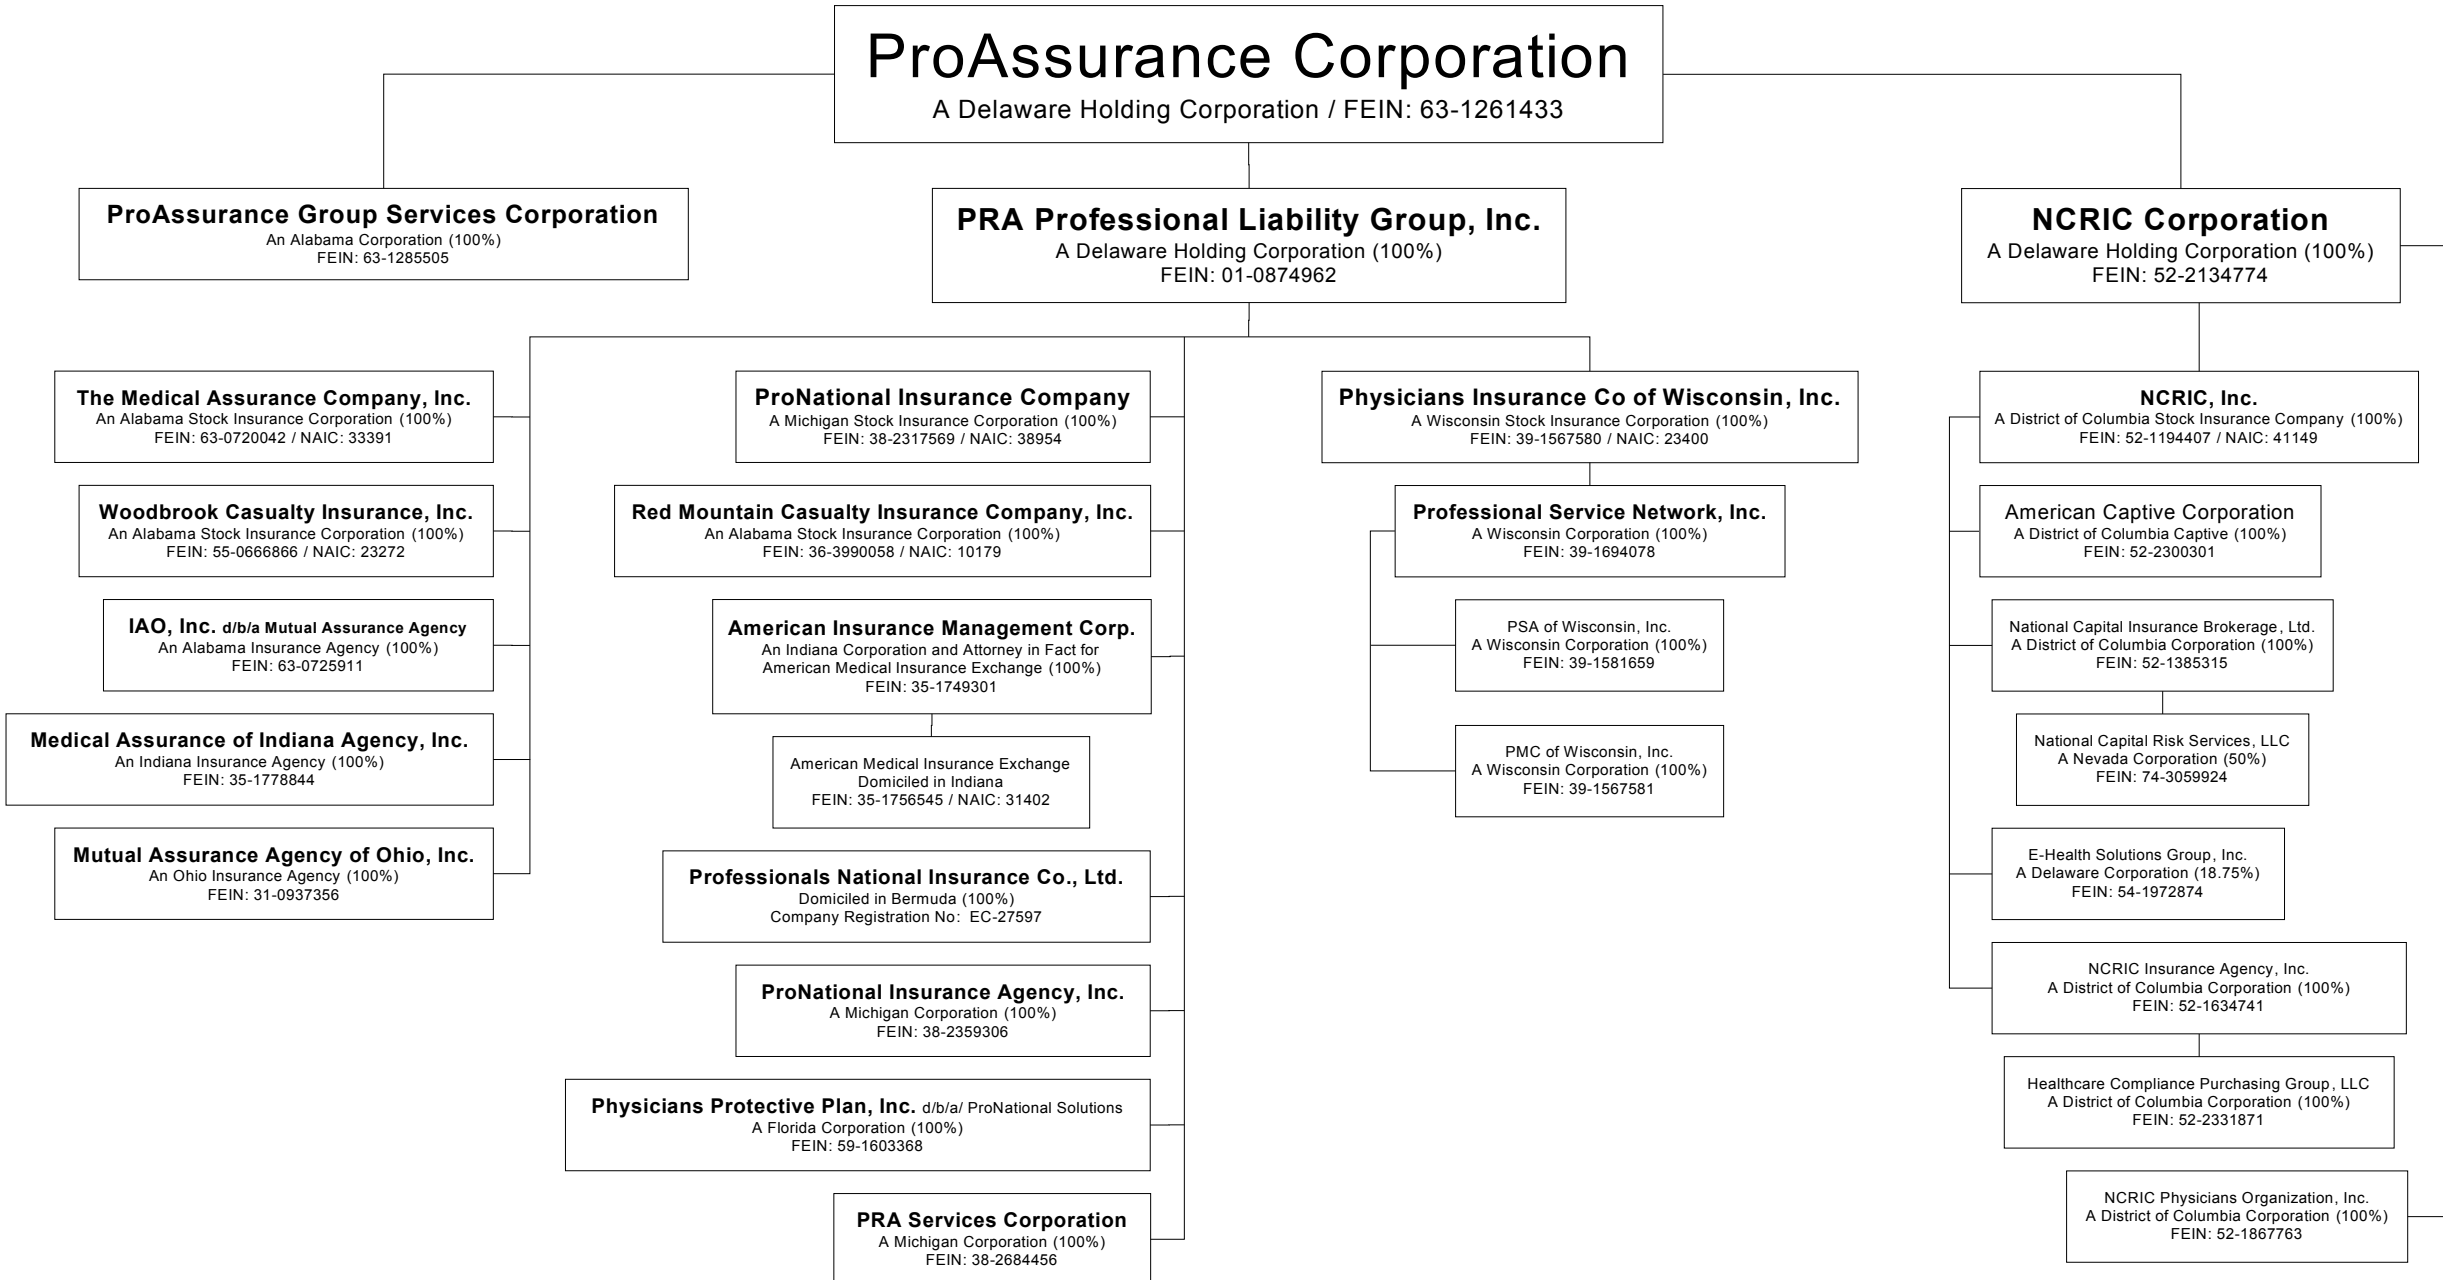 ProAssurance Corporation
A Delaware Holding Corporation / FEIN: 63-1261433
ProAssurance Group Services Corporation
An Alabama Corporation (100%)
FEIN: 63-1285505
PRA Professional Liability Group, Inc.
A Delaware Holding Corporation (100%)
FEIN: 01-0874962
NCRIC Corporation
A Delaware Holding Corporation (100%)
FEIN: 52-2134774
The Medical Assurance Company, Inc.
An Alabama Stock Insurance Corporation (100%)
FEIN: 63-0720042 / NAIC: 33391
Woodbrook Casualty Insurance, Inc.
An Alabama Stock Insurance Corporation (100%)
FEIN: 55-0666866 / NAIC: 23272
IAO, Inc. d/b/a Mutual Assurance Agency
An Alabama Insurance Agency (100%)
FEIN: 63-0725911
Medical Assurance of Indiana Agency, Inc.
An Indiana Insurance Agency (100%)
FEIN: 35-1778844
Mutual Assurance Agency of Ohio, Inc.
An Ohio Insurance Agency (100%)
FEIN: 31-0937356
ProNational Insurance Company
A Michigan Stock Insurance Corporation (100%)
FEIN: 38-2317569 / NAIC: 38954
Red Mountain Casualty Insurance Company, Inc.
An Alabama Stock Insurance Corporation (100%)
FEIN: 36-3990058 / NAIC: 10179
American Insurance Management Corp.
An Indiana Corporation and Attorney in Fact for
American Medical Insurance Exchange (100%)
FEIN: 35-1749301
American Medical Insurance Exchange
Domiciled in Indiana
FEIN: 35-1756545 / NAIC: 31402
Professionals National Insurance Co., Ltd.
Domiciled in Bermuda (100%)
Company Registration No: EC-27597
ProNational Insurance Agency, Inc.
A Michigan Corporation (100%)
FEIN: 38-2359306
Physicians Protective Plan, Inc. d/b/a/ ProNational Solutions
A Florida Corporation (100%)
FEIN: 59-1603368
PRA Services Corporation
A Michigan Corporation (100%)
FEIN: 38-2684456
Physicians Insurance Co of Wisconsin, Inc.
A Wisconsin Stock Insurance Corporation (100%)
FEIN: 39-1567580 / NAIC: 23400
Professional Service Network, Inc.
A Wisconsin Corporation (100%)
FEIN: 39-1694078
PSA of Wisconsin, Inc.
A Wisconsin Corporation (100%)
FEIN: 39-1581659
PMC of Wisconsin, Inc.
A Wisconsin Corporation (100%)
FEIN: 39-1567581
NCRIC, Inc.
A District of Columbia Stock Insurance Company (100%)
FEIN: 52-1194407 / NAIC: 41149
American Captive Corporation
A District of Columbia Captive (100%)
FEIN: 52-2300301
National Capital Insurance Brokerage, Ltd.
A District of Columbia Corporation (100%)
FEIN: 52-1385315
National Capital Risk Services, LLC
A Nevada Corporation (50%)
FEIN: 74-3059924
E-Health Solutions Group, Inc.
A Delaware Corporation (18.75%)
FEIN: 54-1972874
NCRIC Insurance Agency, Inc.
A District of Columbia Corporation (100%)
FEIN: 52-1634741
Healthcare Compliance Purchasing Group, LLC
A District of Columbia Corporation (100%)
FEIN: 52-2331871
NCRIC Physicians Organization, Inc.
A District of Columbia Corporation (100%)
FEIN: 52-1867763